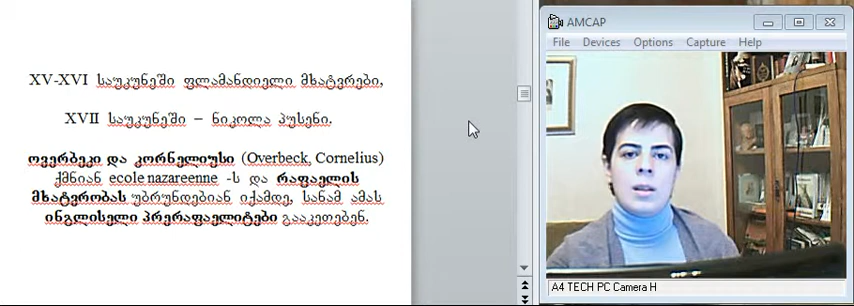 XV-XVI საუკუნეში ფლამანდიელი მხატვრები,
XVII საუკუნეში – ნიკოლა პუსენი.
ოვერბეკი და კორნელიუსი (Overbeck, Cornelius)
ქმნიან ecole nazareenne -ს და რაფაელის
მხატვრობას უბრუნდებიან იქამდე, სანამ ამას
ინგლისელი პრერაფაელიტები გააკეთებენ.
AMCAP
File Devices Options Capture Help
A4 TECH PC Camera H